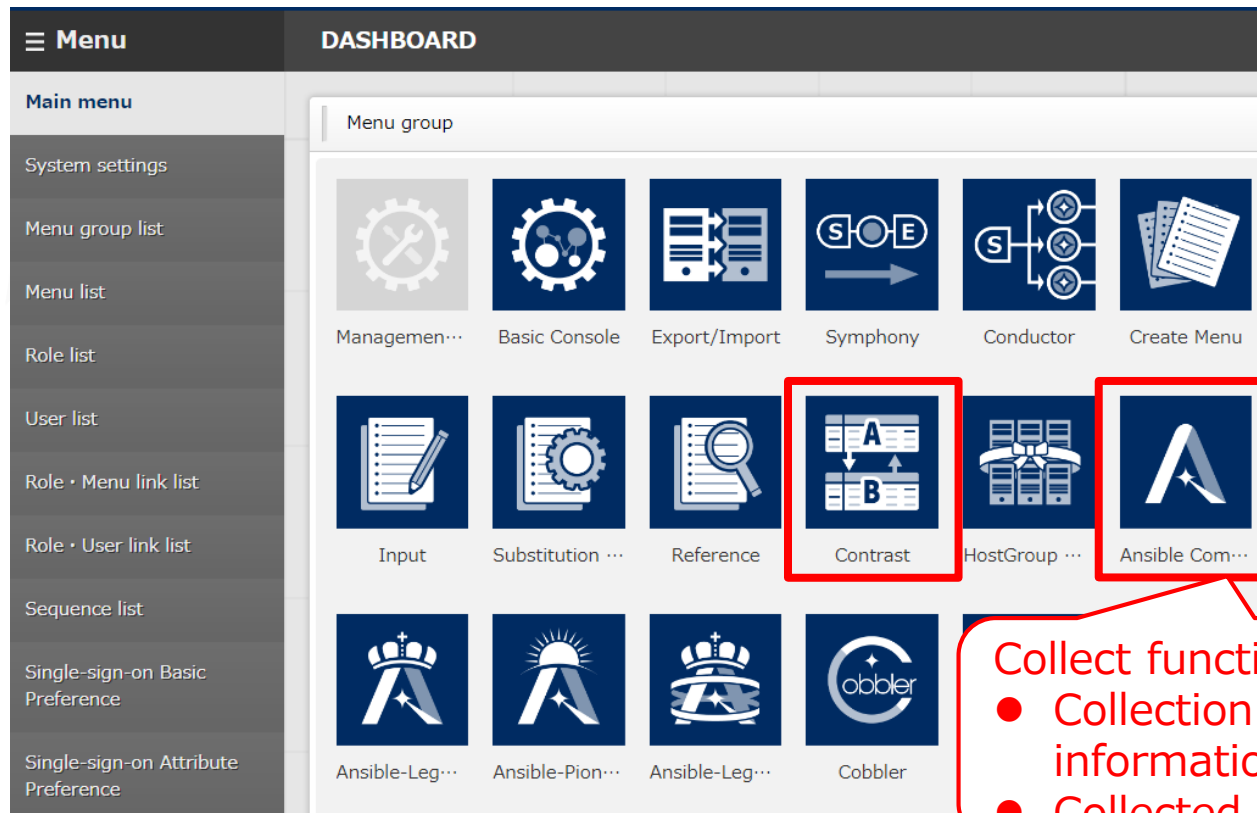 ☰ Menu
DASHBOARD
Main menu
System settings
Menu group list
Menu list
Role list
User list
Role・Menu link list
Role・User link list
Sequence list
Single-sign-on Basic
Preference
Single-sign-on Attribute
Preference
Menu group
S E
S
Managemen…
Basic Console
Export/Import
Symphony
Conductor
Create Menu
A
B
Input
Substitution …
Reference
Contrast
HostGroup …
Ansible Com…
Cobbler
Ansible-Leg…
Ansible-Pion…
Ansible-Leg…
Cobbler
Collect functi
● Collection
informatio
● Collected